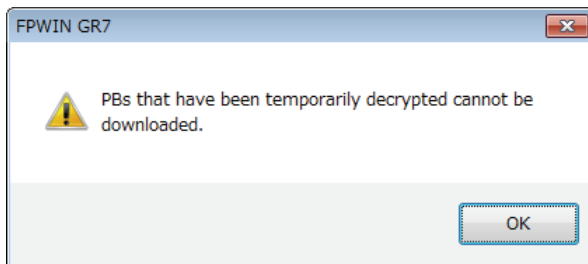 FPWIN GR7
PBs that have been temporarily decrypted cannot be
downloaded.
OK